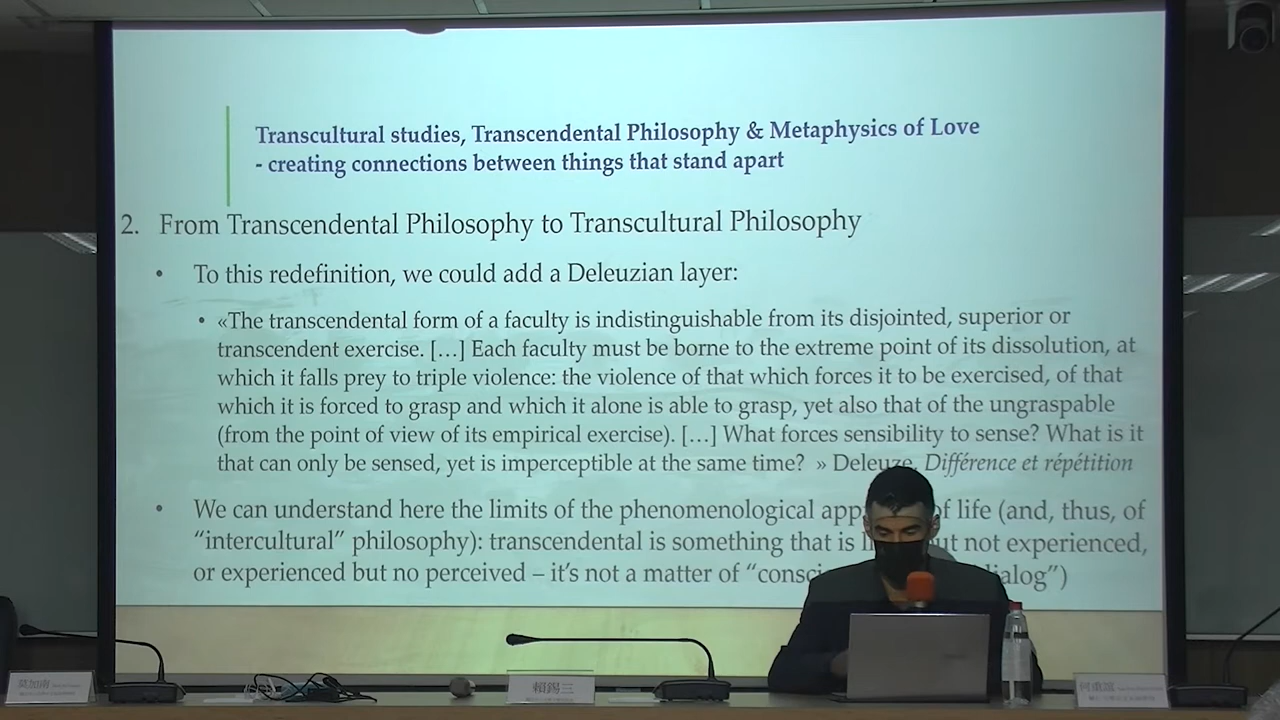 Transcultural studies, Transcendental Philosophy & Metaphysics of Love
- creating connections between things that stand apart
2. From Transcendental Philosophy to Transcultural Philosophy
• To this redefinition, we could add a Deleuzian layer:
• «The transcendental form of a faculty is indistinguishable from its disjointed, superior or
transcendent exercise. […] Each faculty must be borne to the extreme point of its dissolution, at
which it falls prey to triple violence: the violence of that which forces it to be exercised, of that
which it is forced to grasp and which it alone is able to grasp, yet also that of the ungraspable
(from the point of view of its empirical exercise). […] What forces sensibility to sense? What is it
that can only be sensed, yet is imperceptible at the same time? » Deleuze, Différence et répétition
• We can understand here the limits of the phenomenological of life (and, thus, of
“intercultural” philosophy): transcendental is something that is but not experienced,
or experienced but no perceived – it’s not a matter of
莫加南
賴錫三
何重誼